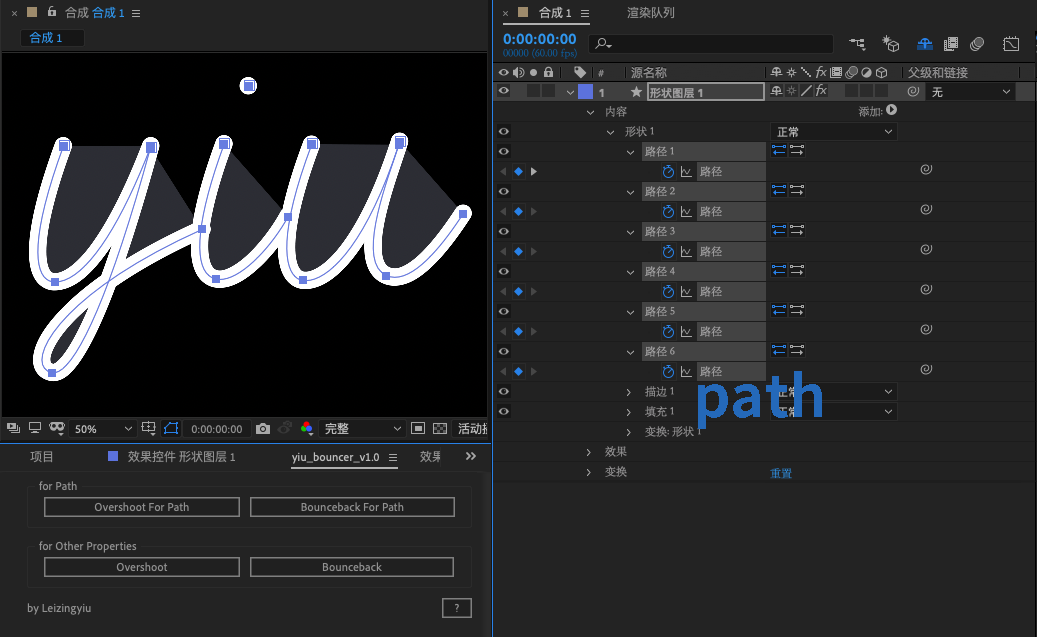 × 合成 合成 1
合成 1
yiu
50% 0:00:00:00 完整 活动摄
项目 效果控件 形状图层 1 yiu_bouncer_v1.0 效果
for Path
Overshoot For Path Bounceback For Path
for Other Properties
Overshoot Bounceback
by Leizingyiu ?
× 合成 1 渲染队列
0:00:00:00
00000 (60.00 fps)
# 源名称 fx 父级和链接
1 形状图层 1 fx 无
内容 添加:
形状 1 正常
路径 1
路径
路径 2
路径
路径 3
路径
路径 4
路径
路径 5
路径
路径 6
路径
path
描边 1 正常
填充 1 正常
变换: 形状 1
效果
变换 重置